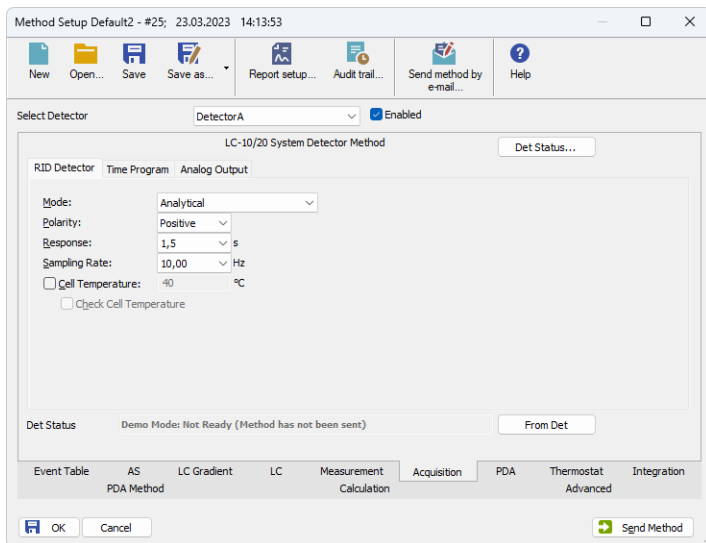 Method Setup Default2 - #25; 23.03.2023 14:13:53
New Open... Save Save as... Report setup... Audit trail... Send method by e-mail... Help
Select Detector DetectorA Enabled
LC-10/20 System Detector Method
Det Status...
RID Detector Time Program Analog Output
Mode: Analytical
Polarity: Positive
Response: 1,5 s
Sampling Rate: 10,00 Hz
Cell Temperature: 40 ºC
Check Cell Temperature
Det Status Demo Mode: Not Ready (Method has not been sent) From Det
Event Table AS LC Gradient LC Measurement Acquisition PDA Thermostat Integration
PDA Method Calculation Advanced
OK Cancel Send Method